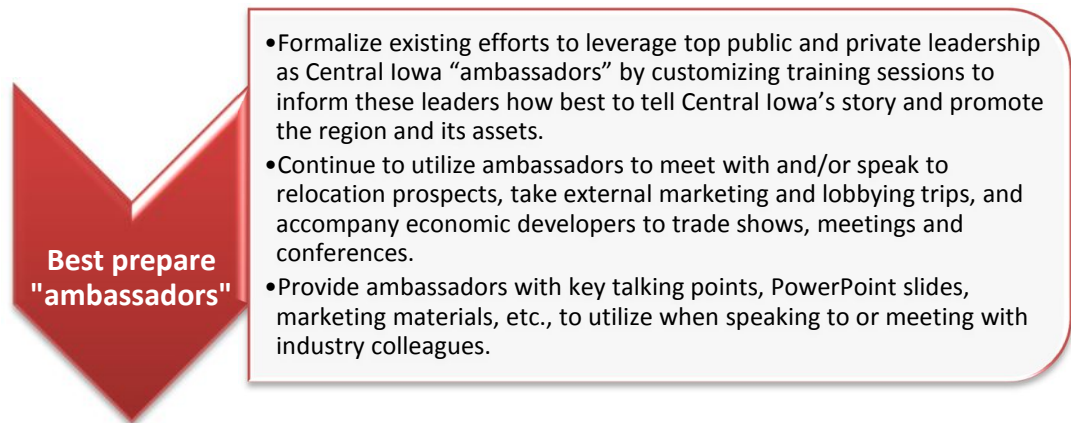 Best prepare
"ambassadors"
•Formalize existing efforts to leverage top public and private leadership
as Central Iowa “ambassadors” by customizing training sessions to
inform these leaders how best to tell Central Iowa’s story and promote
the region and its assets.
•Continue to utilize ambassadors to meet with and/or speak to
relocation prospects, take external marketing and lobbying trips, and
accompany economic developers to trade shows, meetings and
conferences.
•Provide ambassadors with key talking points, PowerPoint slides,
marketing materials, etc., to utilize when speaking to or meeting with
industry colleagues.